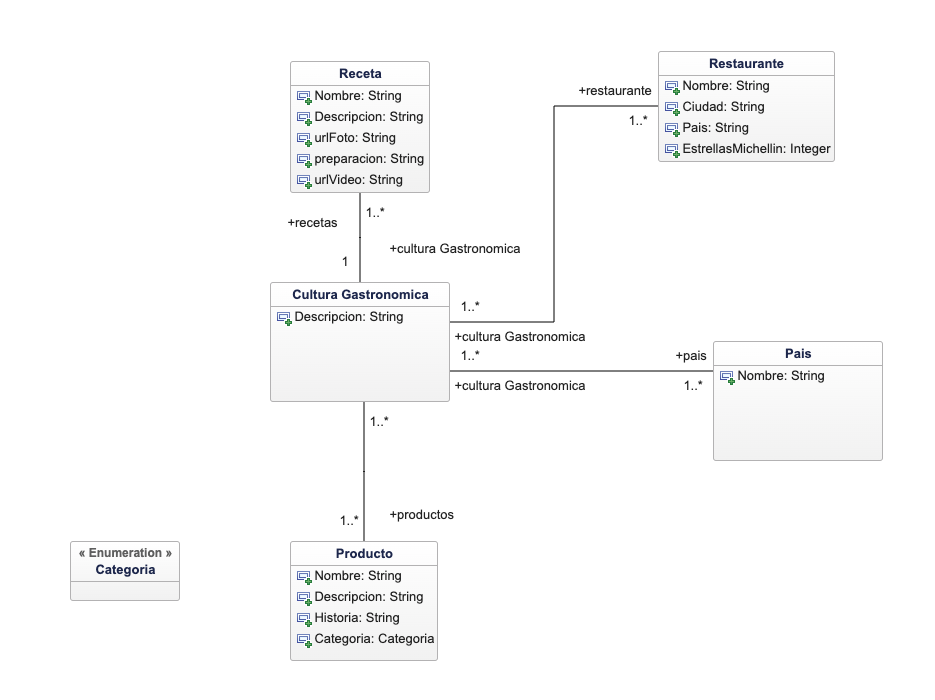 Receta
Nombre: String
Descripcion: String
urlFoto: String
preparacion: String
urlVideo: String
Restaurante
Nombre: String
Ciudad: String
Pais: String
EstrellasMichellin: Integer
+restaurante
1..*
1..*
+recetas
1
+cultura Gastronomica
Cultura Gastronomica
Descripcion: String
1..*
+cultura Gastronomica
1..*
+pais
+cultura Gastronomica
1..*
Pais
Nombre: String
1..*
1..*
+productos
« Enumeration »
Categoria
Producto
Nombre: String
Descripcion: String
Historia: String
Categoria: Categoria